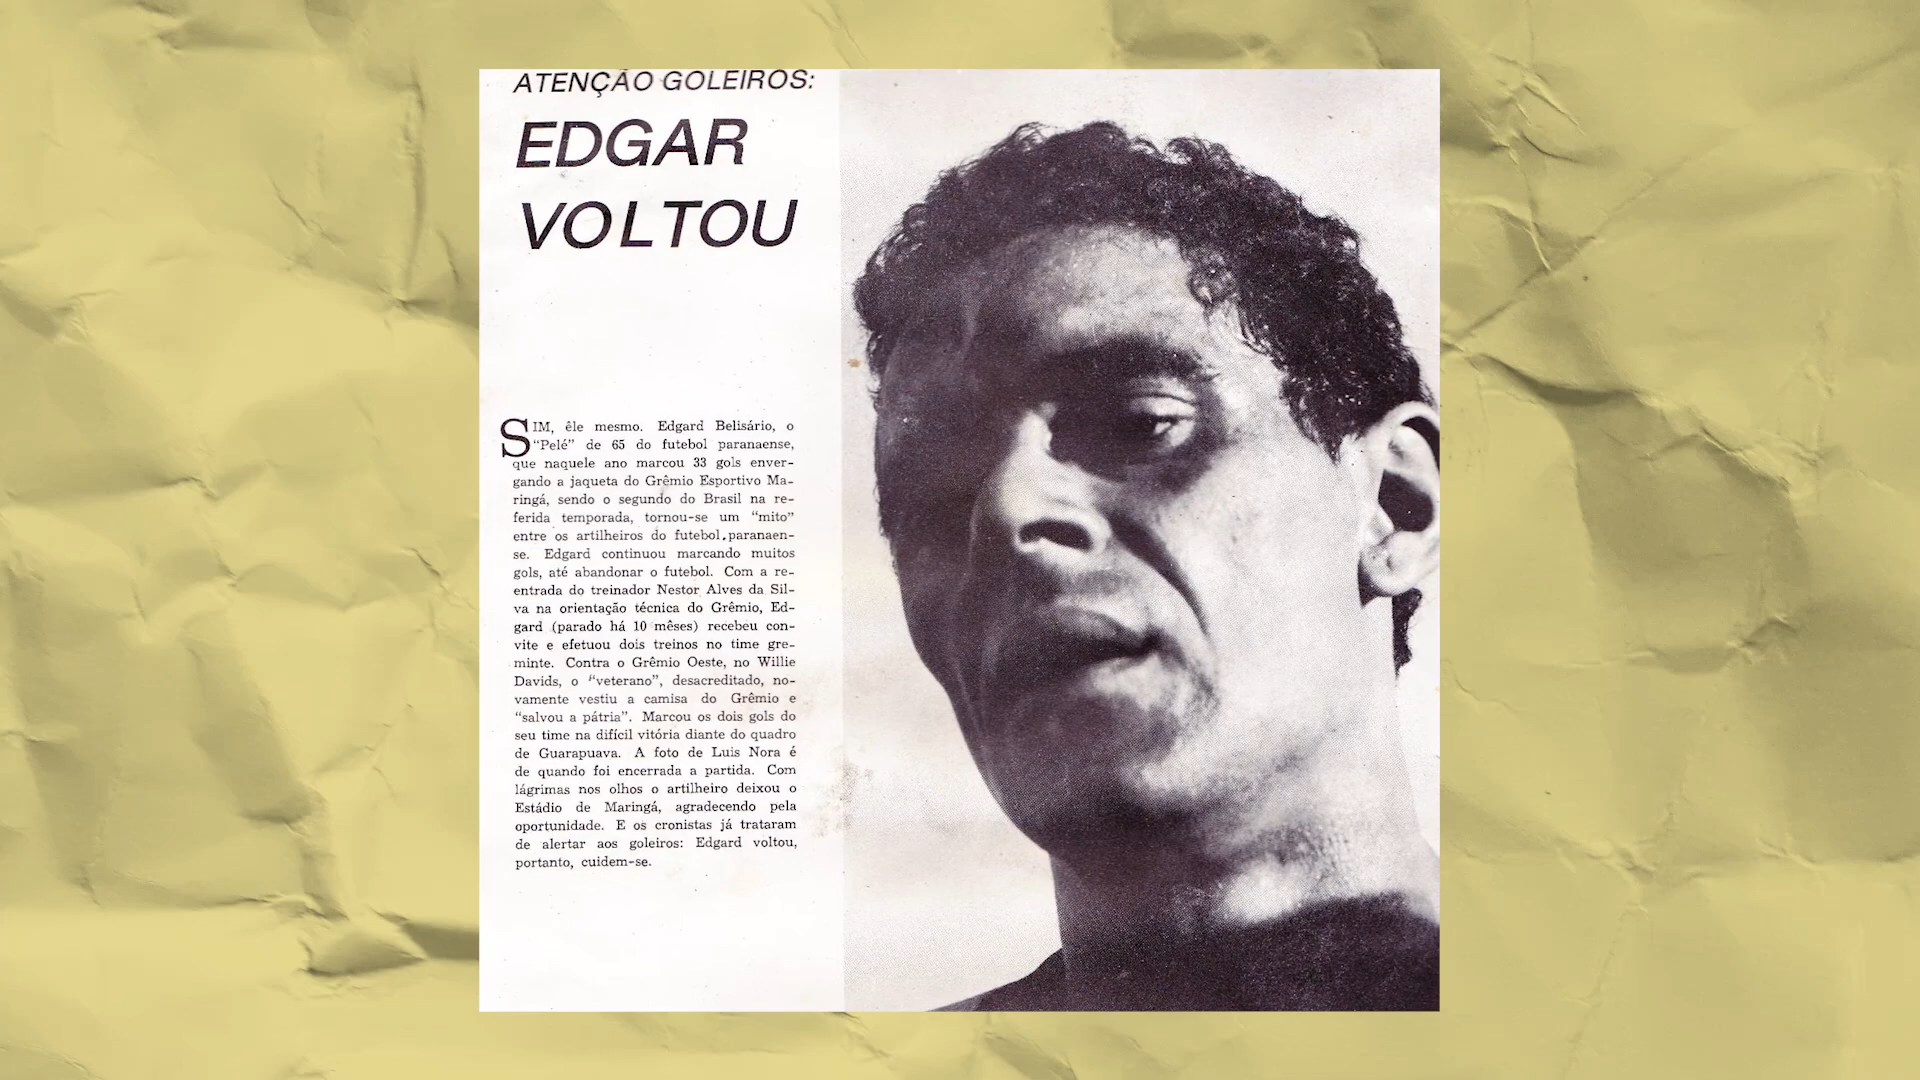 ATENÇÃO GOLEIROS:
EDGAR
VOLTOU
SIM, êle mesmo. Edgard Belisário, o
"Pelé" de 65 do futebol paranaense,
que naquele ano marcou 33 gols enver-
gando a jaqueta do Grêmio Esportivo Ma-
ringá, sendo o segundo do Brasil na re-
ferida temporada, tornou-se um "mito"
entre os artilheiros do futebol paranaen-
se. Edgard continuou marcando muitos
gols, até abandonar o futebol. Com a re-
entrada do treinador Nestor Alves da Sil-
va na orientação técnica do Grêmio, Ed-
gard (parado há 10 mêses) recebeu con-
vite e efetuou dois treinos no time gre-
minte. Contra o Grêmio Oeste, no Willie
Davids, o "veterano", desacreditado, no-
vamente vestiu a camisa do Grêmio e
"salvou a pátria". Marcou os dois gols do
seu time na difícil vitória diante do quadro
de Guarapuava. A foto de Luis Nora é
de quando foi encerrada a partida. Com
lágrimas nos olhos o artilheiro deixou o
Estádio de Maringá, agradecendo pela
oportunidade. E os cronistas já trataram
de alertar aos goleiros: Edgard voltou,
portanto, cuidem-se.